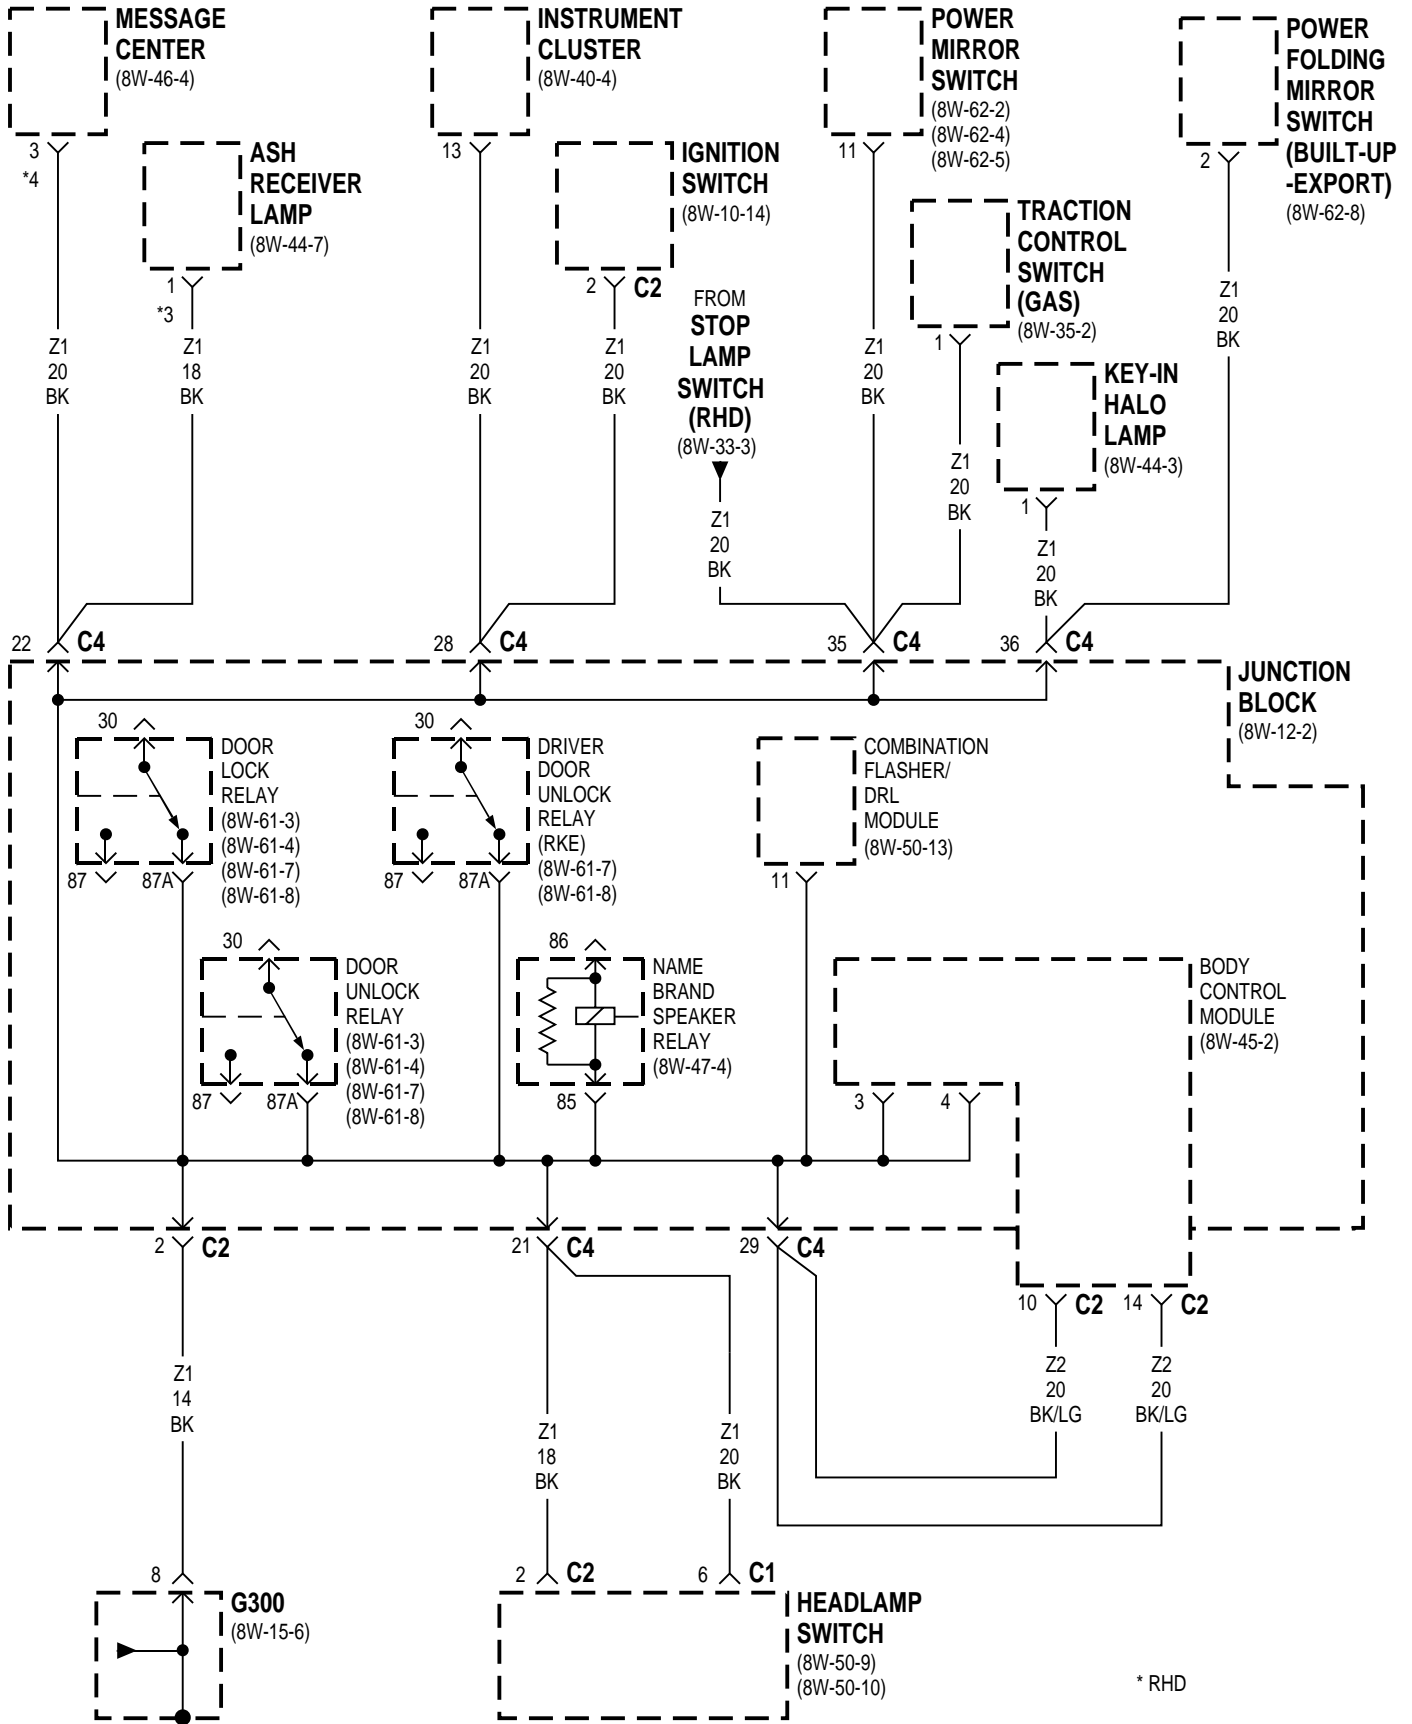 MESSAGE
CENTER
(8W-46-4)
3
*4
Z1
20
BK
ASH
RECEIVER
LAMP
(8W-44-7)
1
*3
Z1
18
BK
INSTRUMENT
CLUSTER
(8W-40-4)
13
Z1
20
BK
IGNITION
SWITCH
(8W-10-14)
2
C2
Z1
20
BK
FROM
STOP
LAMP
SWITCH
(RHD)
(8W-33-3)
Z1
20
BK
POWER
MIRROR
SWITCH
(8W-62-2)
(8W-62-4)
(8W-62-5)
11
Z1
20
BK
TRACTION
CONTROL
SWITCH
(GAS)
(8W-35-2)
1
Z1
20
BK
KEY-IN
HALO
LAMP
(8W-44-3)
1
Z1
20
BK
POWER
FOLDING
MIRROR
SWITCH
(BUILT-UP
-EXPORT)
(8W-62-8)
2
Z1
20
BK
22 C4
28 C4
35 C4
36 C4
JUNCTION
BLOCK
(8W-12-2)
30
DOOR
LOCK
RELAY
(8W-61-3)
(8W-61-4)
(8W-61-7)
(8W-61-8)
87 87A
30
DRIVER
DOOR
UNLOCK
RELAY
(RKE)
(8W-61-7)
(8W-61-8)
87 87A
COMBINATION
FLASHER/
DRL
MODULE
(8W-50-13)
11
30
DOOR
UNLOCK
RELAY
(8W-61-3)
(8W-61-4)
(8W-61-7)
(8W-61-8)
87 87A
86
NAME
BRAND
SPEAKER
RELAY
(8W-47-4)
85
BODY
CONTROL
MODULE
(8W-45-2)
3 4
2 C2
21 C4
29 C4
10 C2
14 C2
Z1
14
BK
Z1
18
BK
Z1
20
BK
Z2
20
BK/LG
Z2
20
BK/LG
8
G300
(8W-15-6)
2 C2
6 C1
HEADLAMP
SWITCH
(8W-50-9)
(8W-50-10)
* RHD